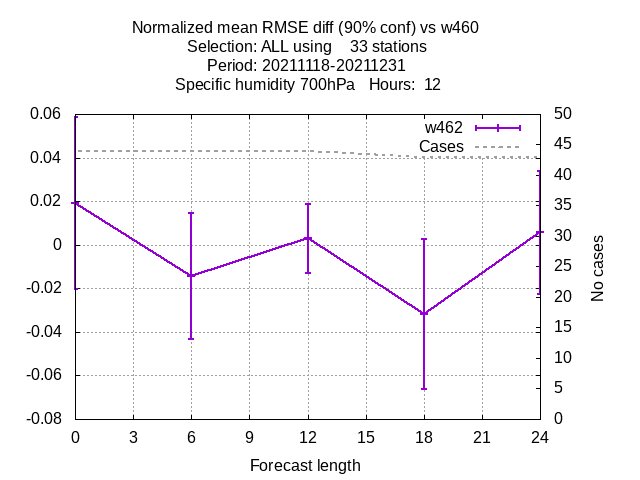 Normalized mean RMSE diff (90% conf) vs w460
Selection: ALL using    33 stations
Period: 20211118-20211231
Specific humidity 700hPa   Hours:  12
w462
Cases
0.06
0.04
0.02
0
-0.02
-0.04
-0.06
-0.08
50
45
40
35
30
25
20
15
10
5
0
No cases
0 3 6 9 12 15 18 21 24
Forecast length